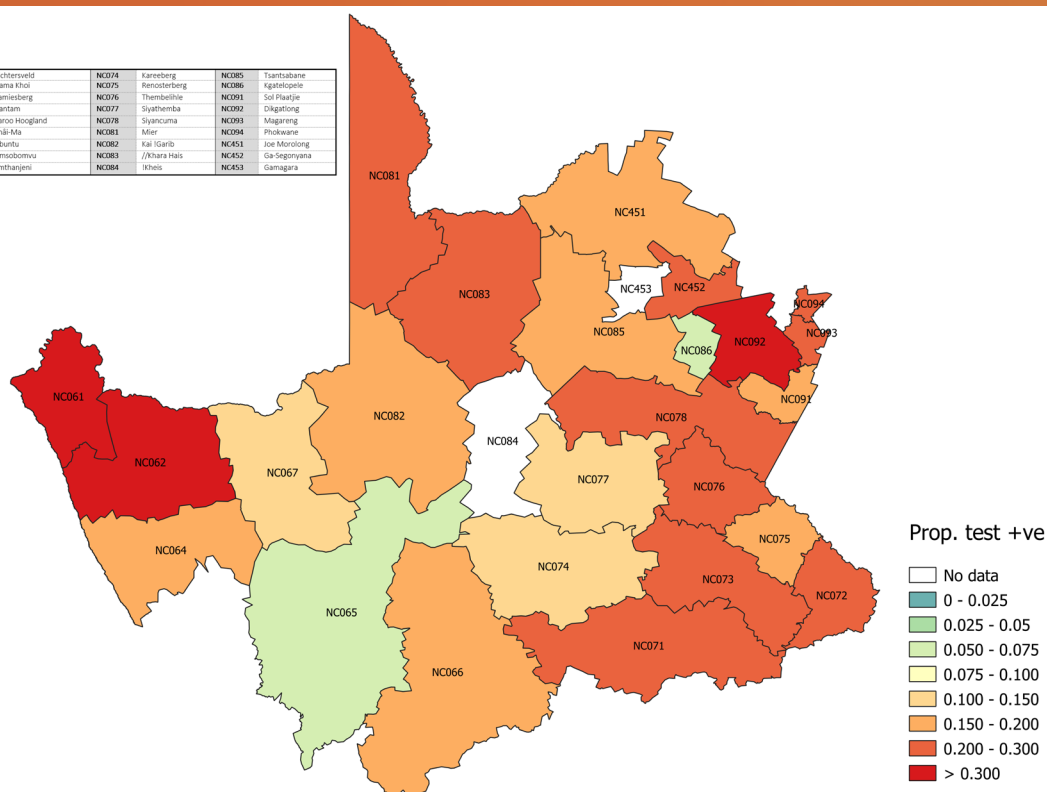 chtersveld NC074 Kareeberg NC085 Tsantsabane
ama Khoi NC075 Renosterberg NC086 Kgatelopele
amiesberg NC076 Thembelihle NC091 Sol Plaatjie
antam NC077 Siyathemba NC092 Dikgatlong
aroo Hoogland NC078 Siyancuma NC093 Magareng
hâi-Ma NC081 Mier NC094 Phokwane
buntu NC082 Kai !Garib NC451 Joe Morolong
msobomvu NC083 //Khara Hais NC452 Ga-Segonyana
mthanjeni NC084 !Kheis NC453 Gamagara
NC081
NC451
NC453
NC452
NC083
NC094
NC085
NC093
NC092
NC086
NC061
NC091
NC082
NC078
NC084
NC062
NC067
NC077
NC076
NC064
NC075
NC074
NC073
NC072
NC065
NC071
NC066
Prop. test +ve
No data
0 - 0.025
0.025 - 0.05
0.050 - 0.075
0.075 - 0.100
0.100 - 0.150
0.150 - 0.200
0.200 - 0.300
> 0.300